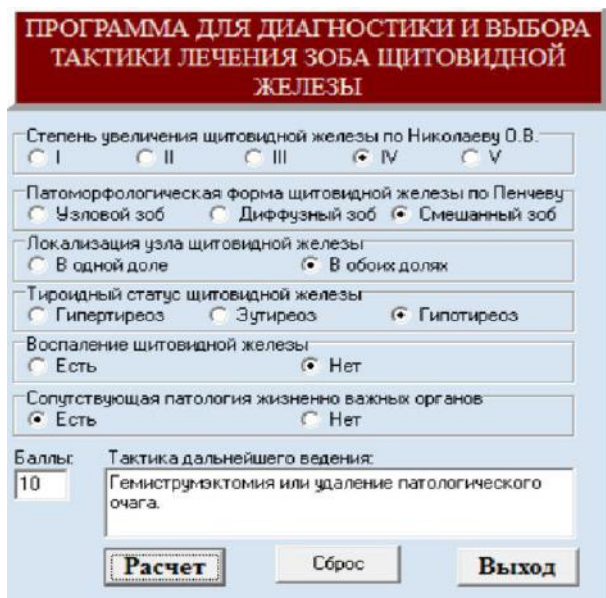 ПРОГРАММА ДЛЯ ДИАГНОСТИКИ И ВЫБОРА
ТАКТИКИ ЛЕЧЕНИЯ ЗОБА ЩИТОВИДНОЙ
ЖЕЛЕЗЫ
Степень увеличения щитовидной железы по Николаеву О.В.
I II III IV V
Патоморфологическая форма щитовидной железы по Пенчеву
Узловой зоб Диффузный зоб Смешанный зоб
Локализация узла щитовидной железы
В одной доле В обоих долях
Тироидный статус щитовидной железы
Гипертиреоз Эутиреоз Гипотиреоз
Воспаление щитовидной железы
Есть Нет
Сопутствующая патология жизненно важных органов
Есть Нет
Баллы: Тактика дальнейшего ведения:
10 Гемиструмэктомия или удаление патологического
очага.
Расчет Сброс Выход